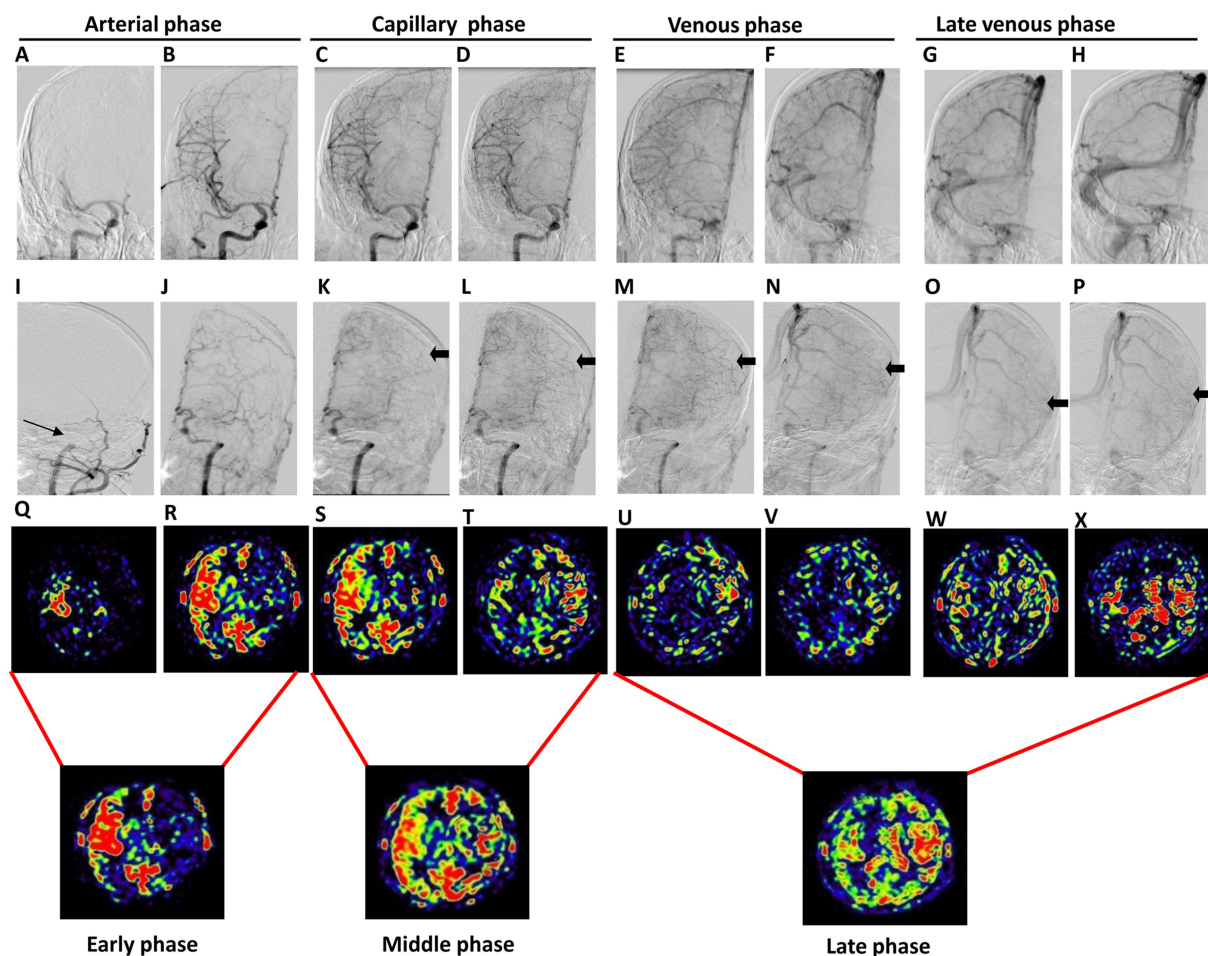 Arterial phase Capillary phase Venous phase Late venous phase
A B C D E F G H
I J K L M N O P
Q R S T U V W X
Early phase Middle phase Late phase